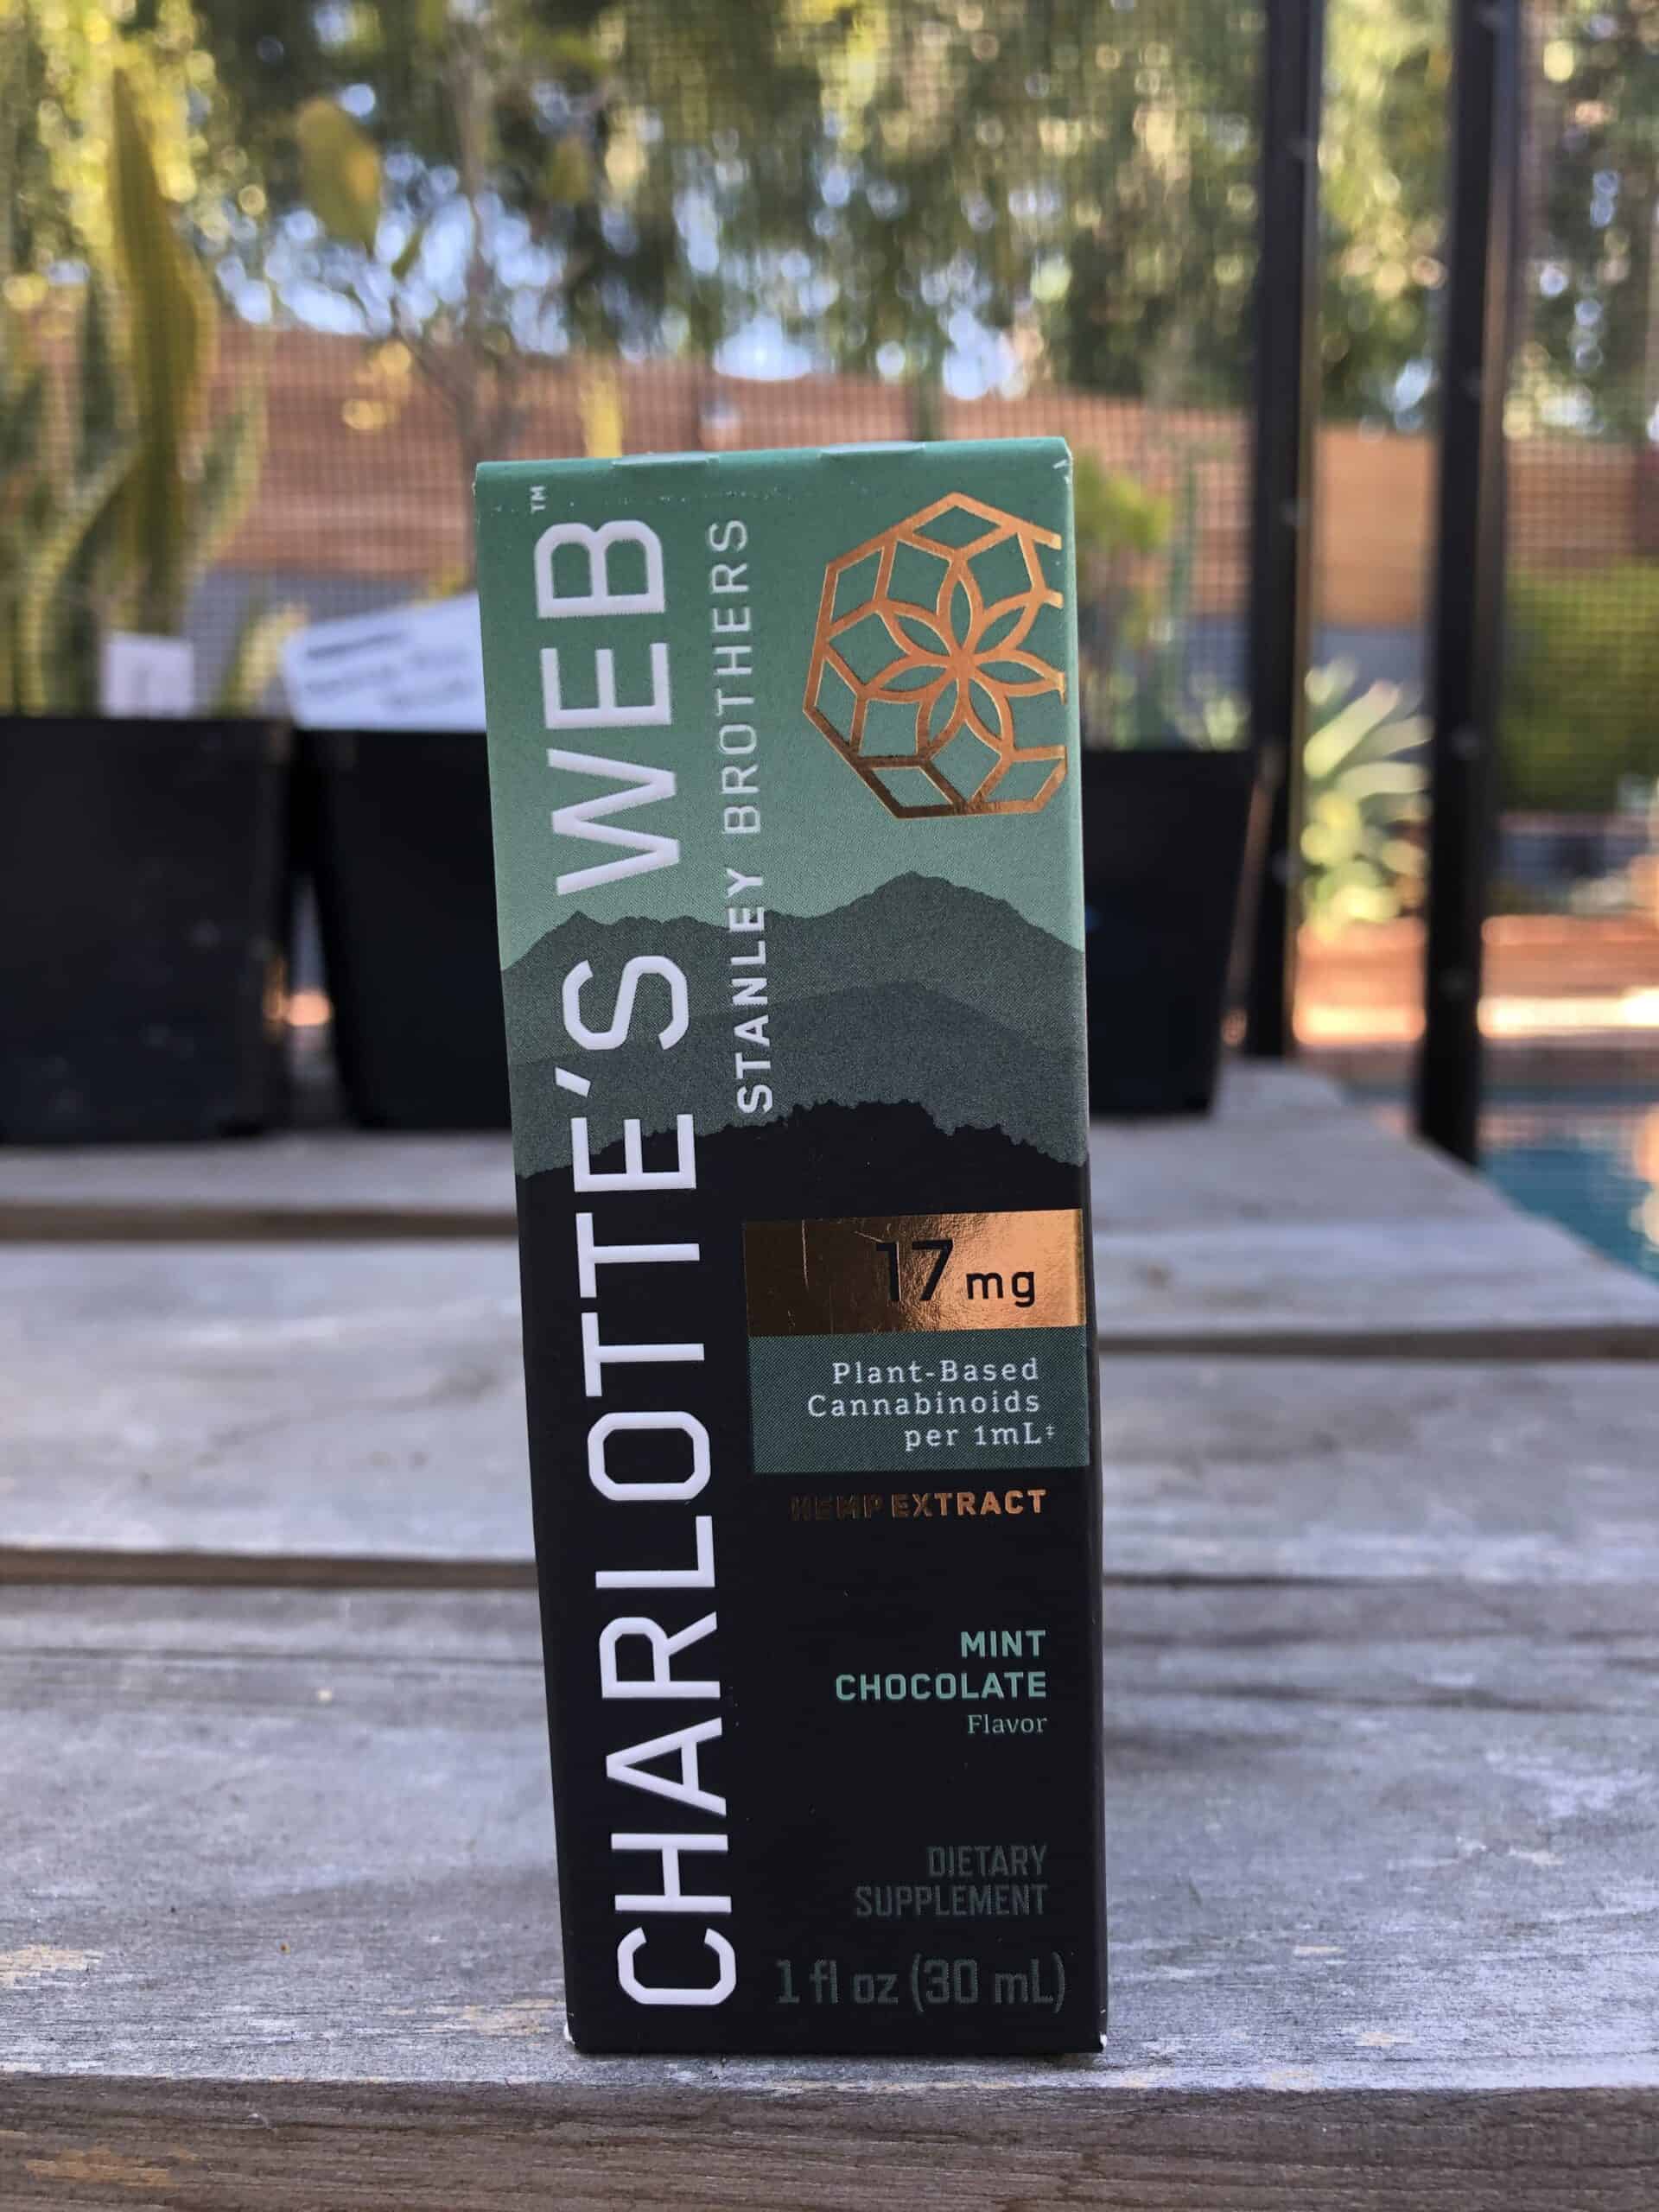 CHARLOTTE'S WEB™
STANLEY BROTHERS
17 mg
Plant-Based
Cannabinoids
per 1mL‡
HEMP EXTRACT
MINT
CHOCOLATE
Flavor
DIETARY
SUPPLEMENT
1 fl oz (30 mL)